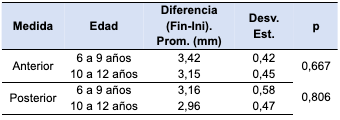 Medida Edad Diferencia (Fin-Ini). Prom. (mm) Desv. Est. p
Anterior 6 a 9 años 3,42 0,42 0,667
10 a 12 años 3,15 0,45
Posterior 6 a 9 años 3,16 0,58 0,806
10 a 12 años 2,96 0,47